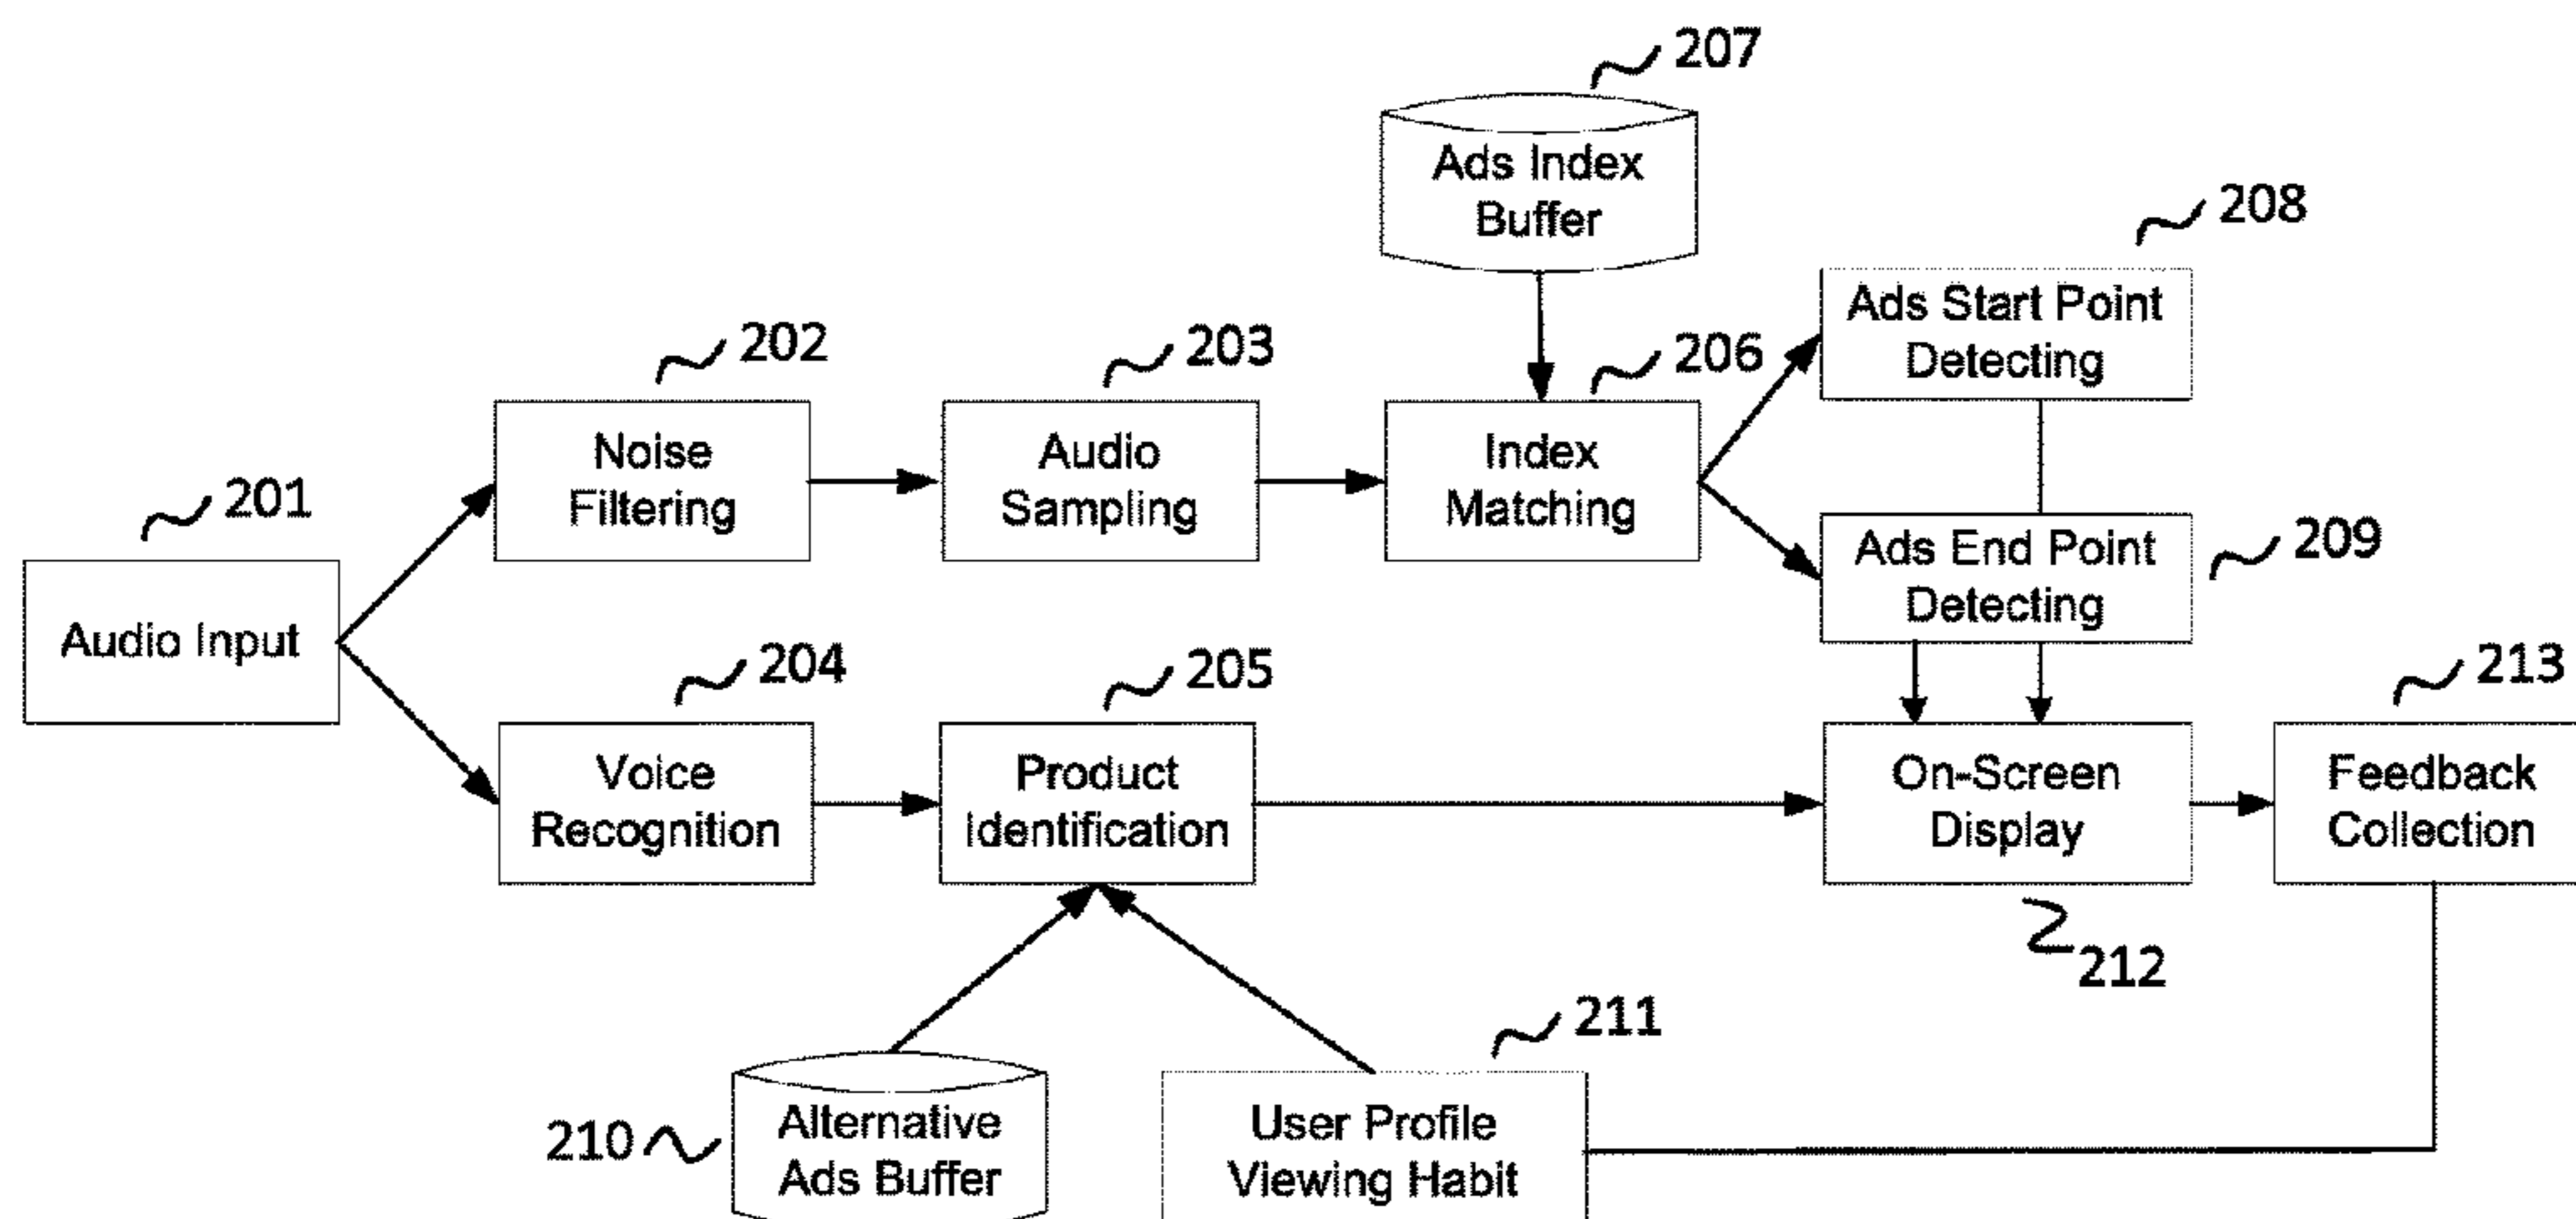 207
Ads Index
Buffer
208
Ads Start Point
Detecting
202
203
206
Noise
Filtering
Audio
Sampling
Index
Matching
201
Audio Input
Ads End Point
Detecting
209
204
205
213
Voice
Recognition
Product
Identification
On-Screen
Display
Feedback
Collection
212
211
210
Alternative
Ads Buffer
User Profile
Viewing Habit